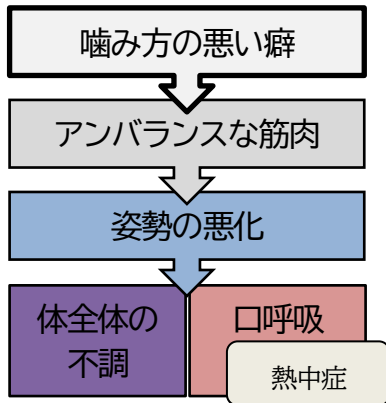 噛み方の悪い癖
アンバランスな筋肉
姿勢の悪化
体全体の
不調
口呼吸
熱中症